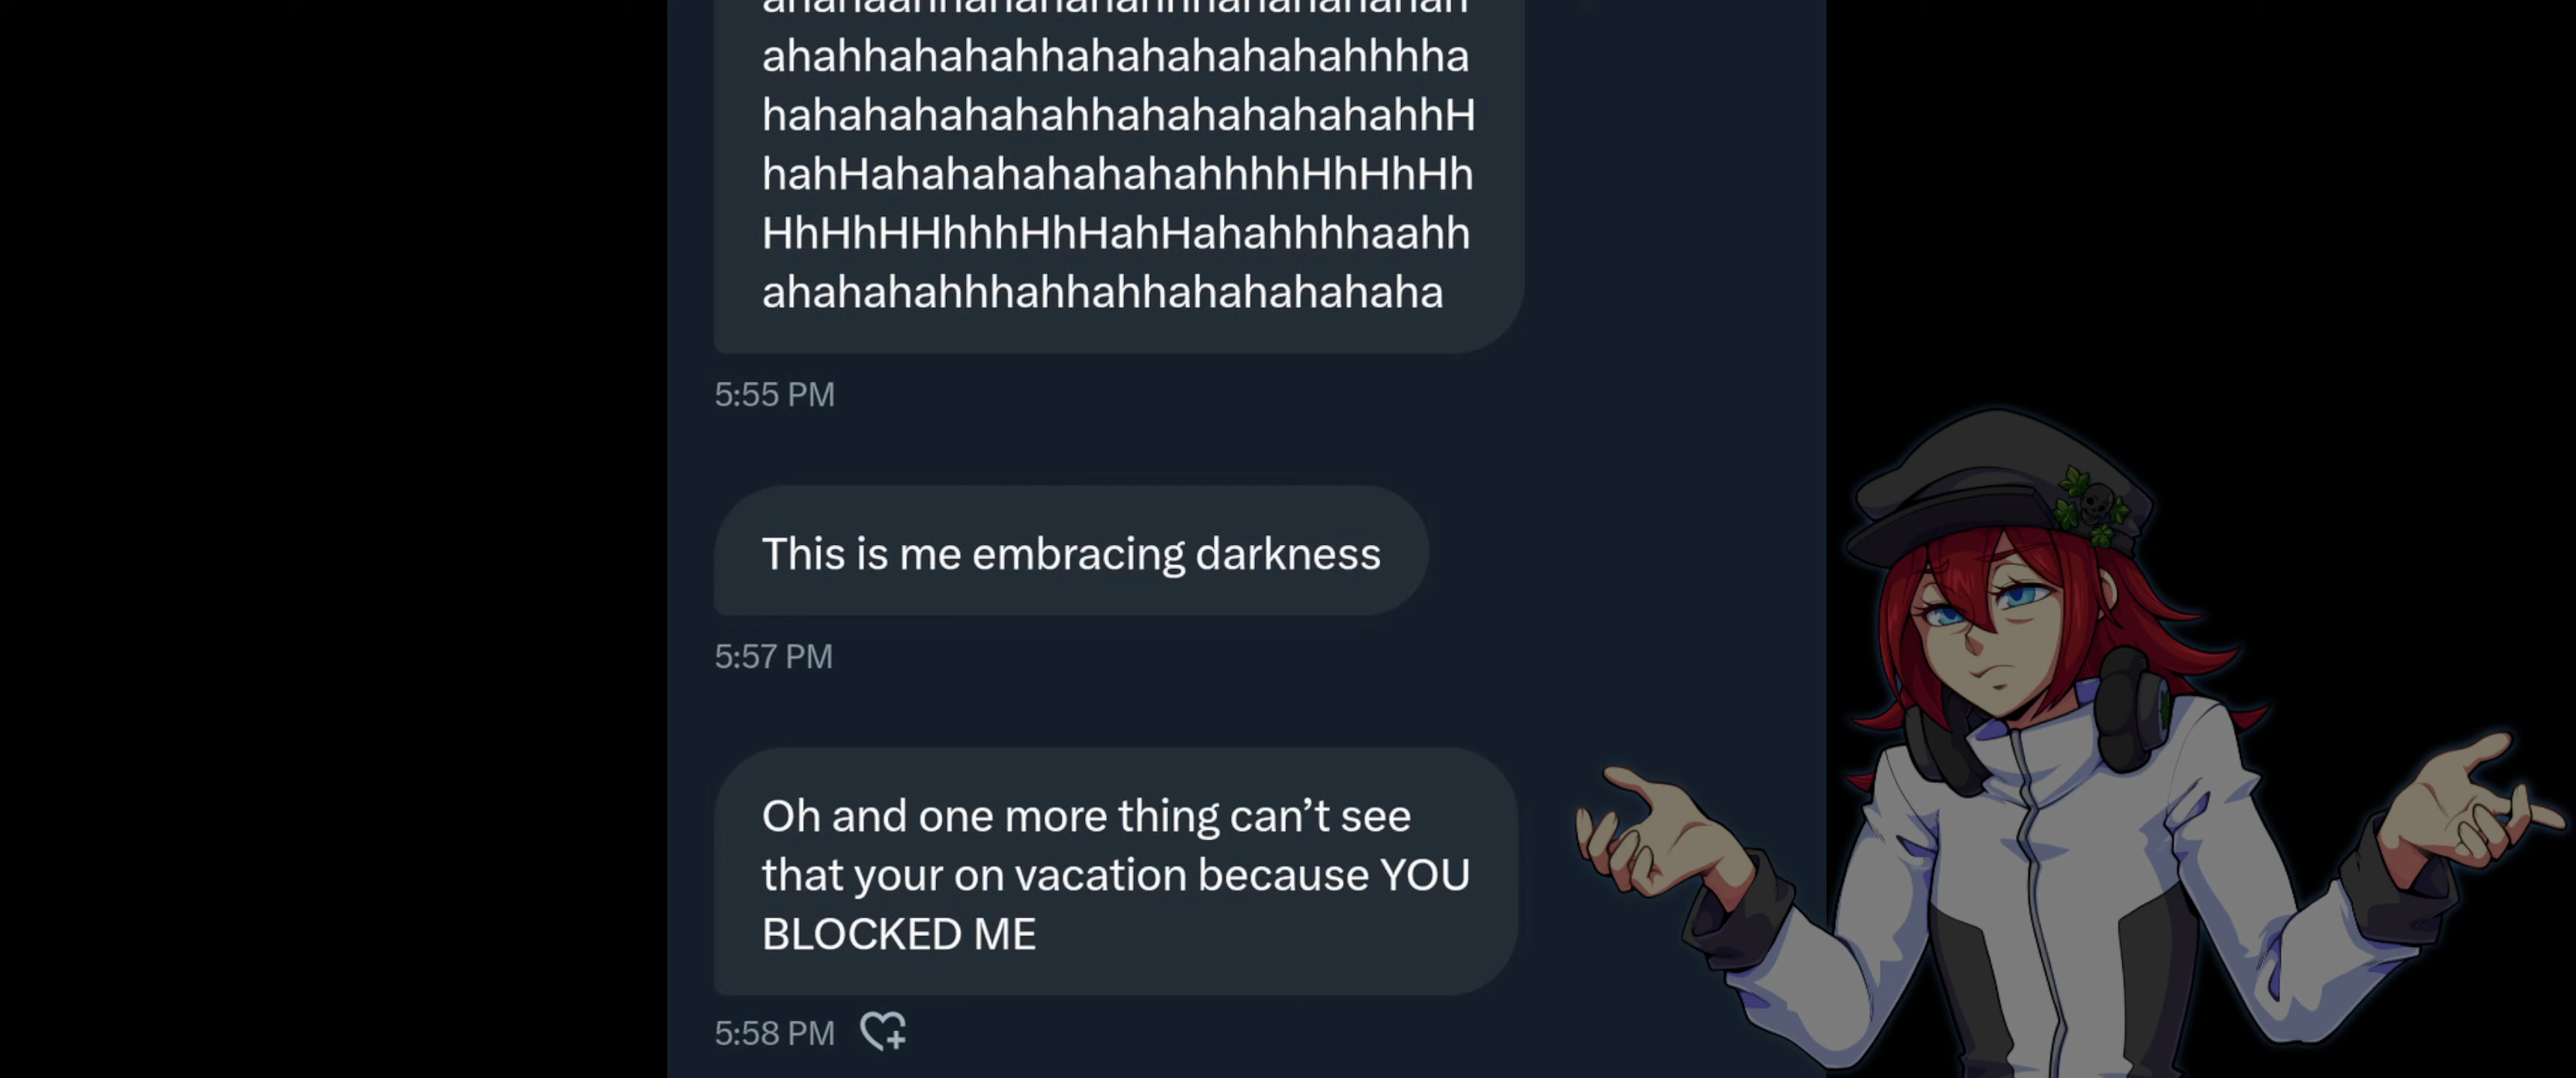 ahahhahahahhahahahahahahhhha
hahahahahahahhahahahahahahhH
hahHahahahahahahahhhhHhHhHh
HhHhHHhhhHhHahHahahhhhaahh
ahahahahhhahhahhahahahahaha
5:55 PM
This is me embracing darkness
5:57 PM
Oh and one more thing can’t see
that your on vacation because YOU
BLOCKED ME
5:58 PM